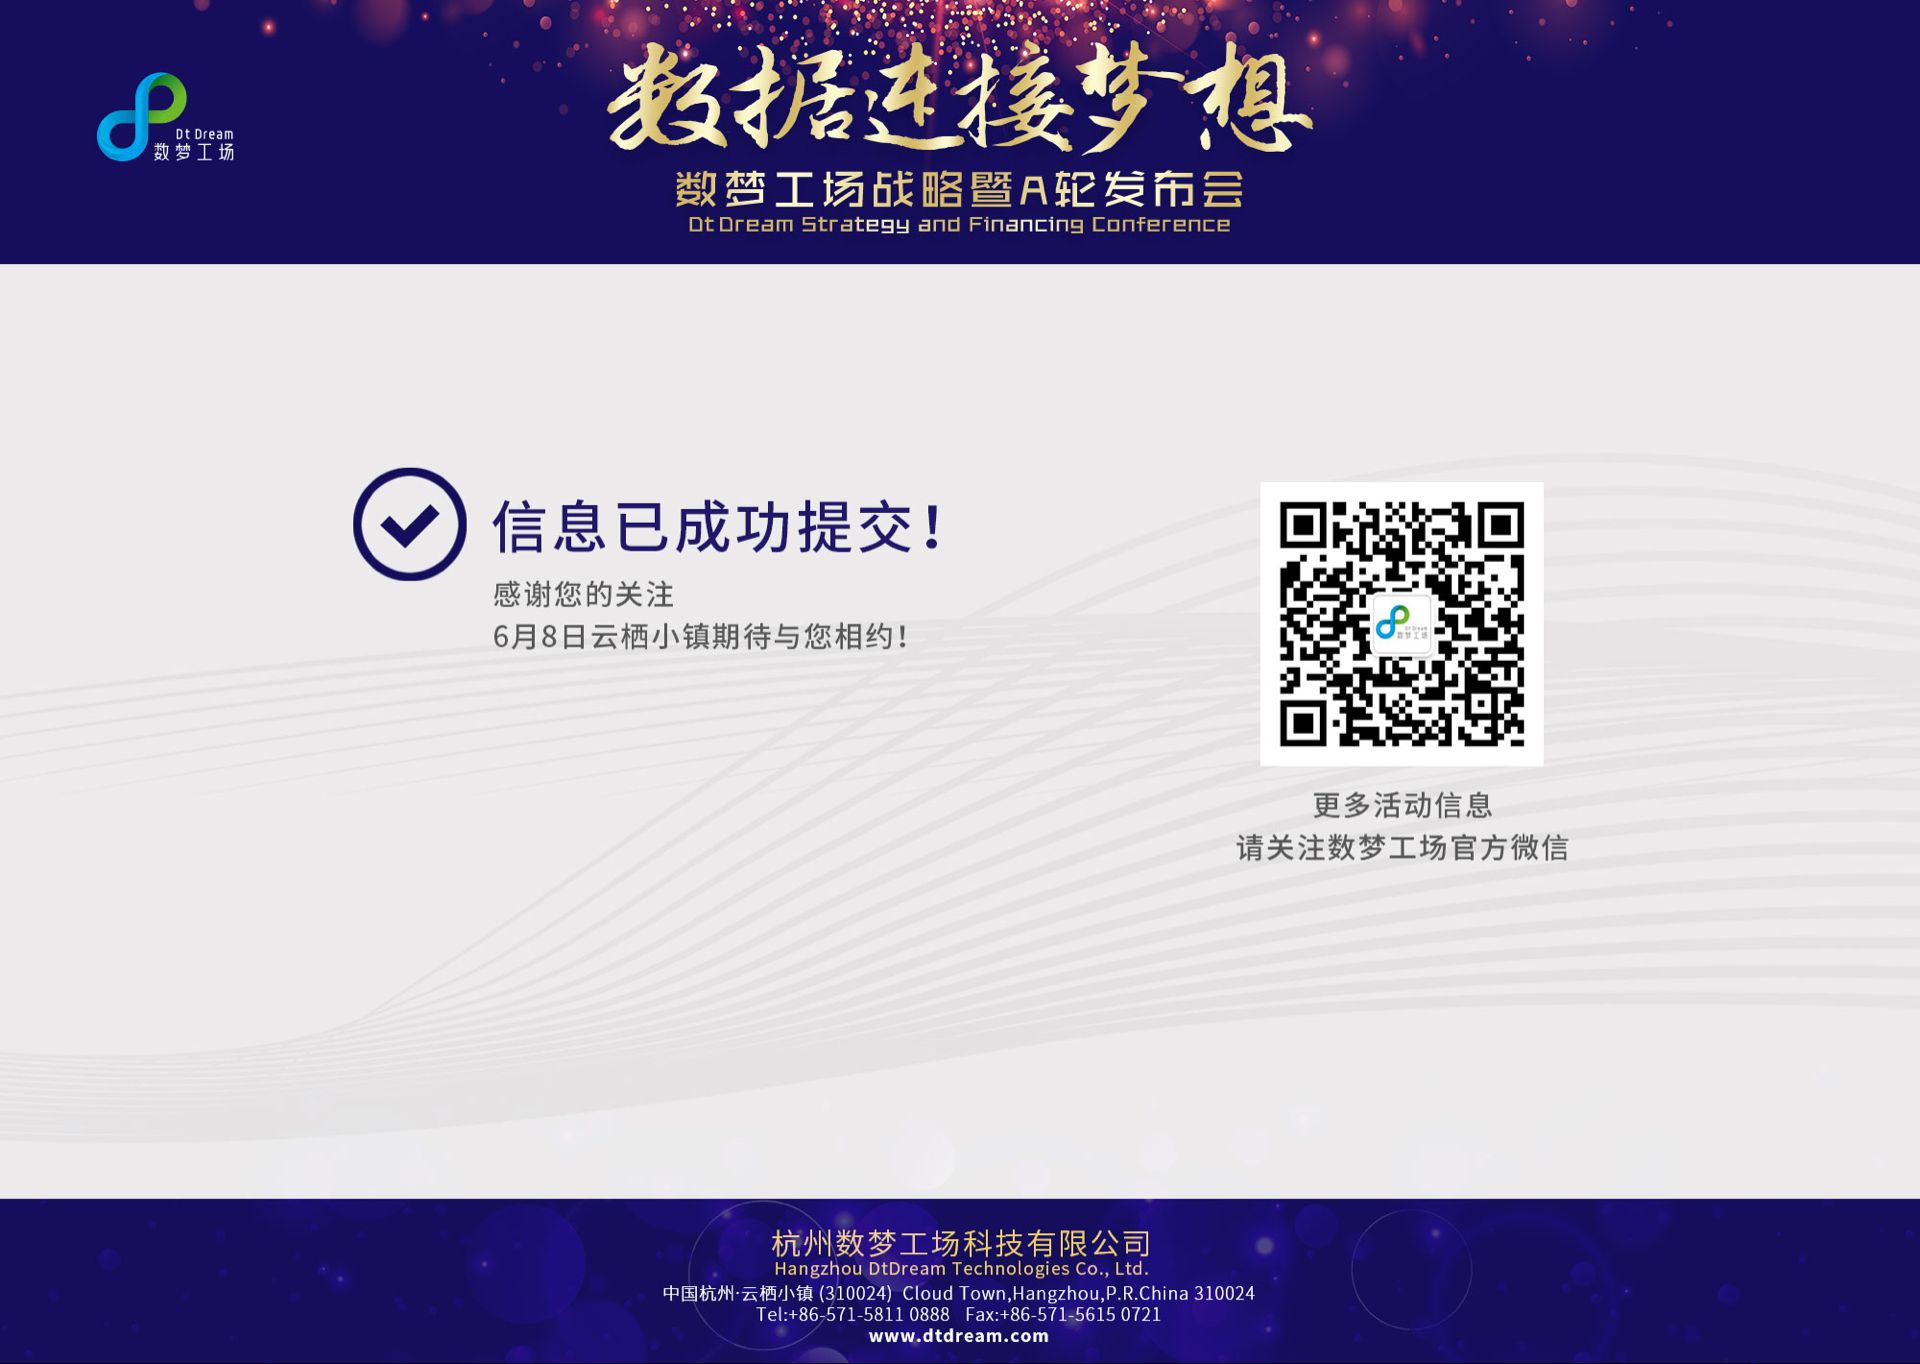 Dt Dream
数梦工场
数据连接梦想
数梦工场战略暨A轮发布会
Dt Dream Strategy and Financing Conference
信息已成功提交！
感谢您的关注
6月8日云栖小镇期待与您相约！
Dt Dream
数梦工场
更多活动信息
请关注数梦工场官方微信
杭州数梦工场科技有限公司
Hangzhou DtDream Technologies Co., Ltd.
中国杭州·云栖小镇 (310024)  Cloud Town,Hangzhou,P.R.China 310024
Tel:+86-571-5811 0888   Fax:+86-571-5615 0721
www.dtdream.com